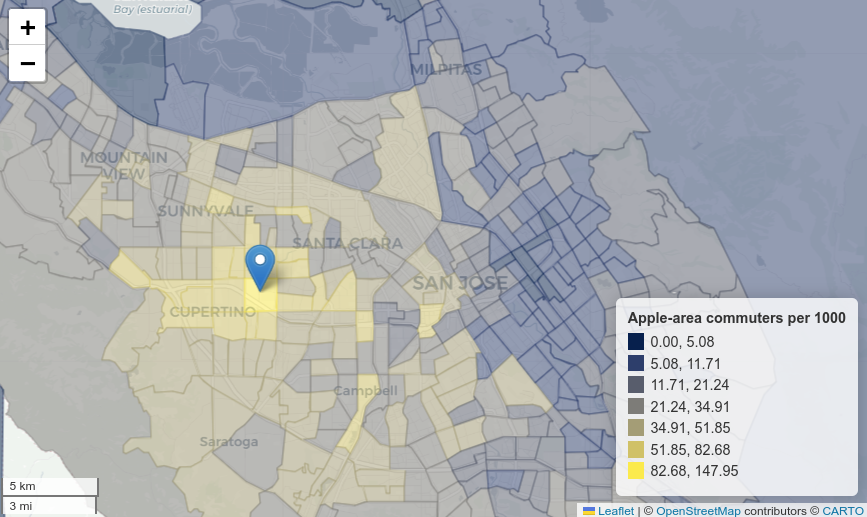 Bay (estuarial)
+
−
MILPITAS
MOUNTAIN
VIEW
SUNNYVALE
SANTA CLARA
SAN JOSE
CUPERTINO
Campbell
Saratoga
Apple-area commuters per 1000
0.00, 5.08
5.08, 11.71
11.71, 21.24
21.24, 34.91
34.91, 51.85
51.85, 82.68
82.68, 147.95
5 km
3 mi
Leaflet | © OpenStreetMap contributors © CARTO